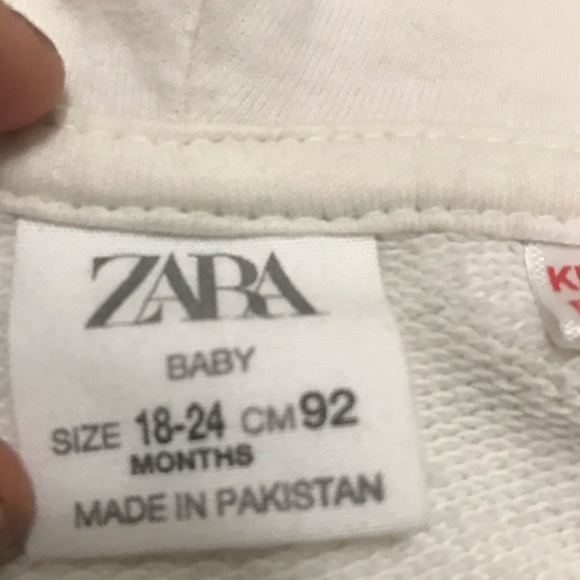 ZARA
BABY
SIZE 18-24 CM 92
MONTHS
MADE IN PAKISTAN